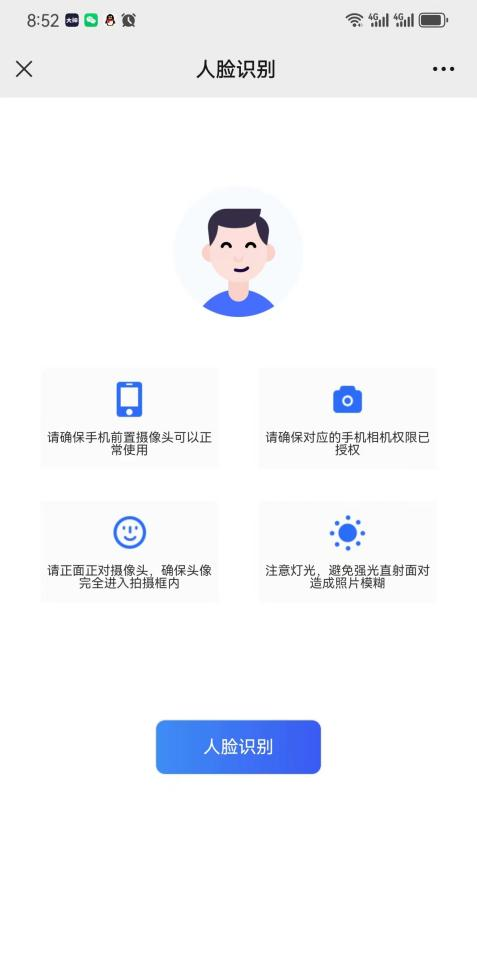 8:52 大神 4G 4G
人脸识别
请确保手机前置摄像头可以正
常使用
请确保对应的手机相机权限已
授权
请正面正对摄像头，确保头像
完全进入拍摄框内
注意灯光，避免强光直射面对
造成照片模糊
人脸识别